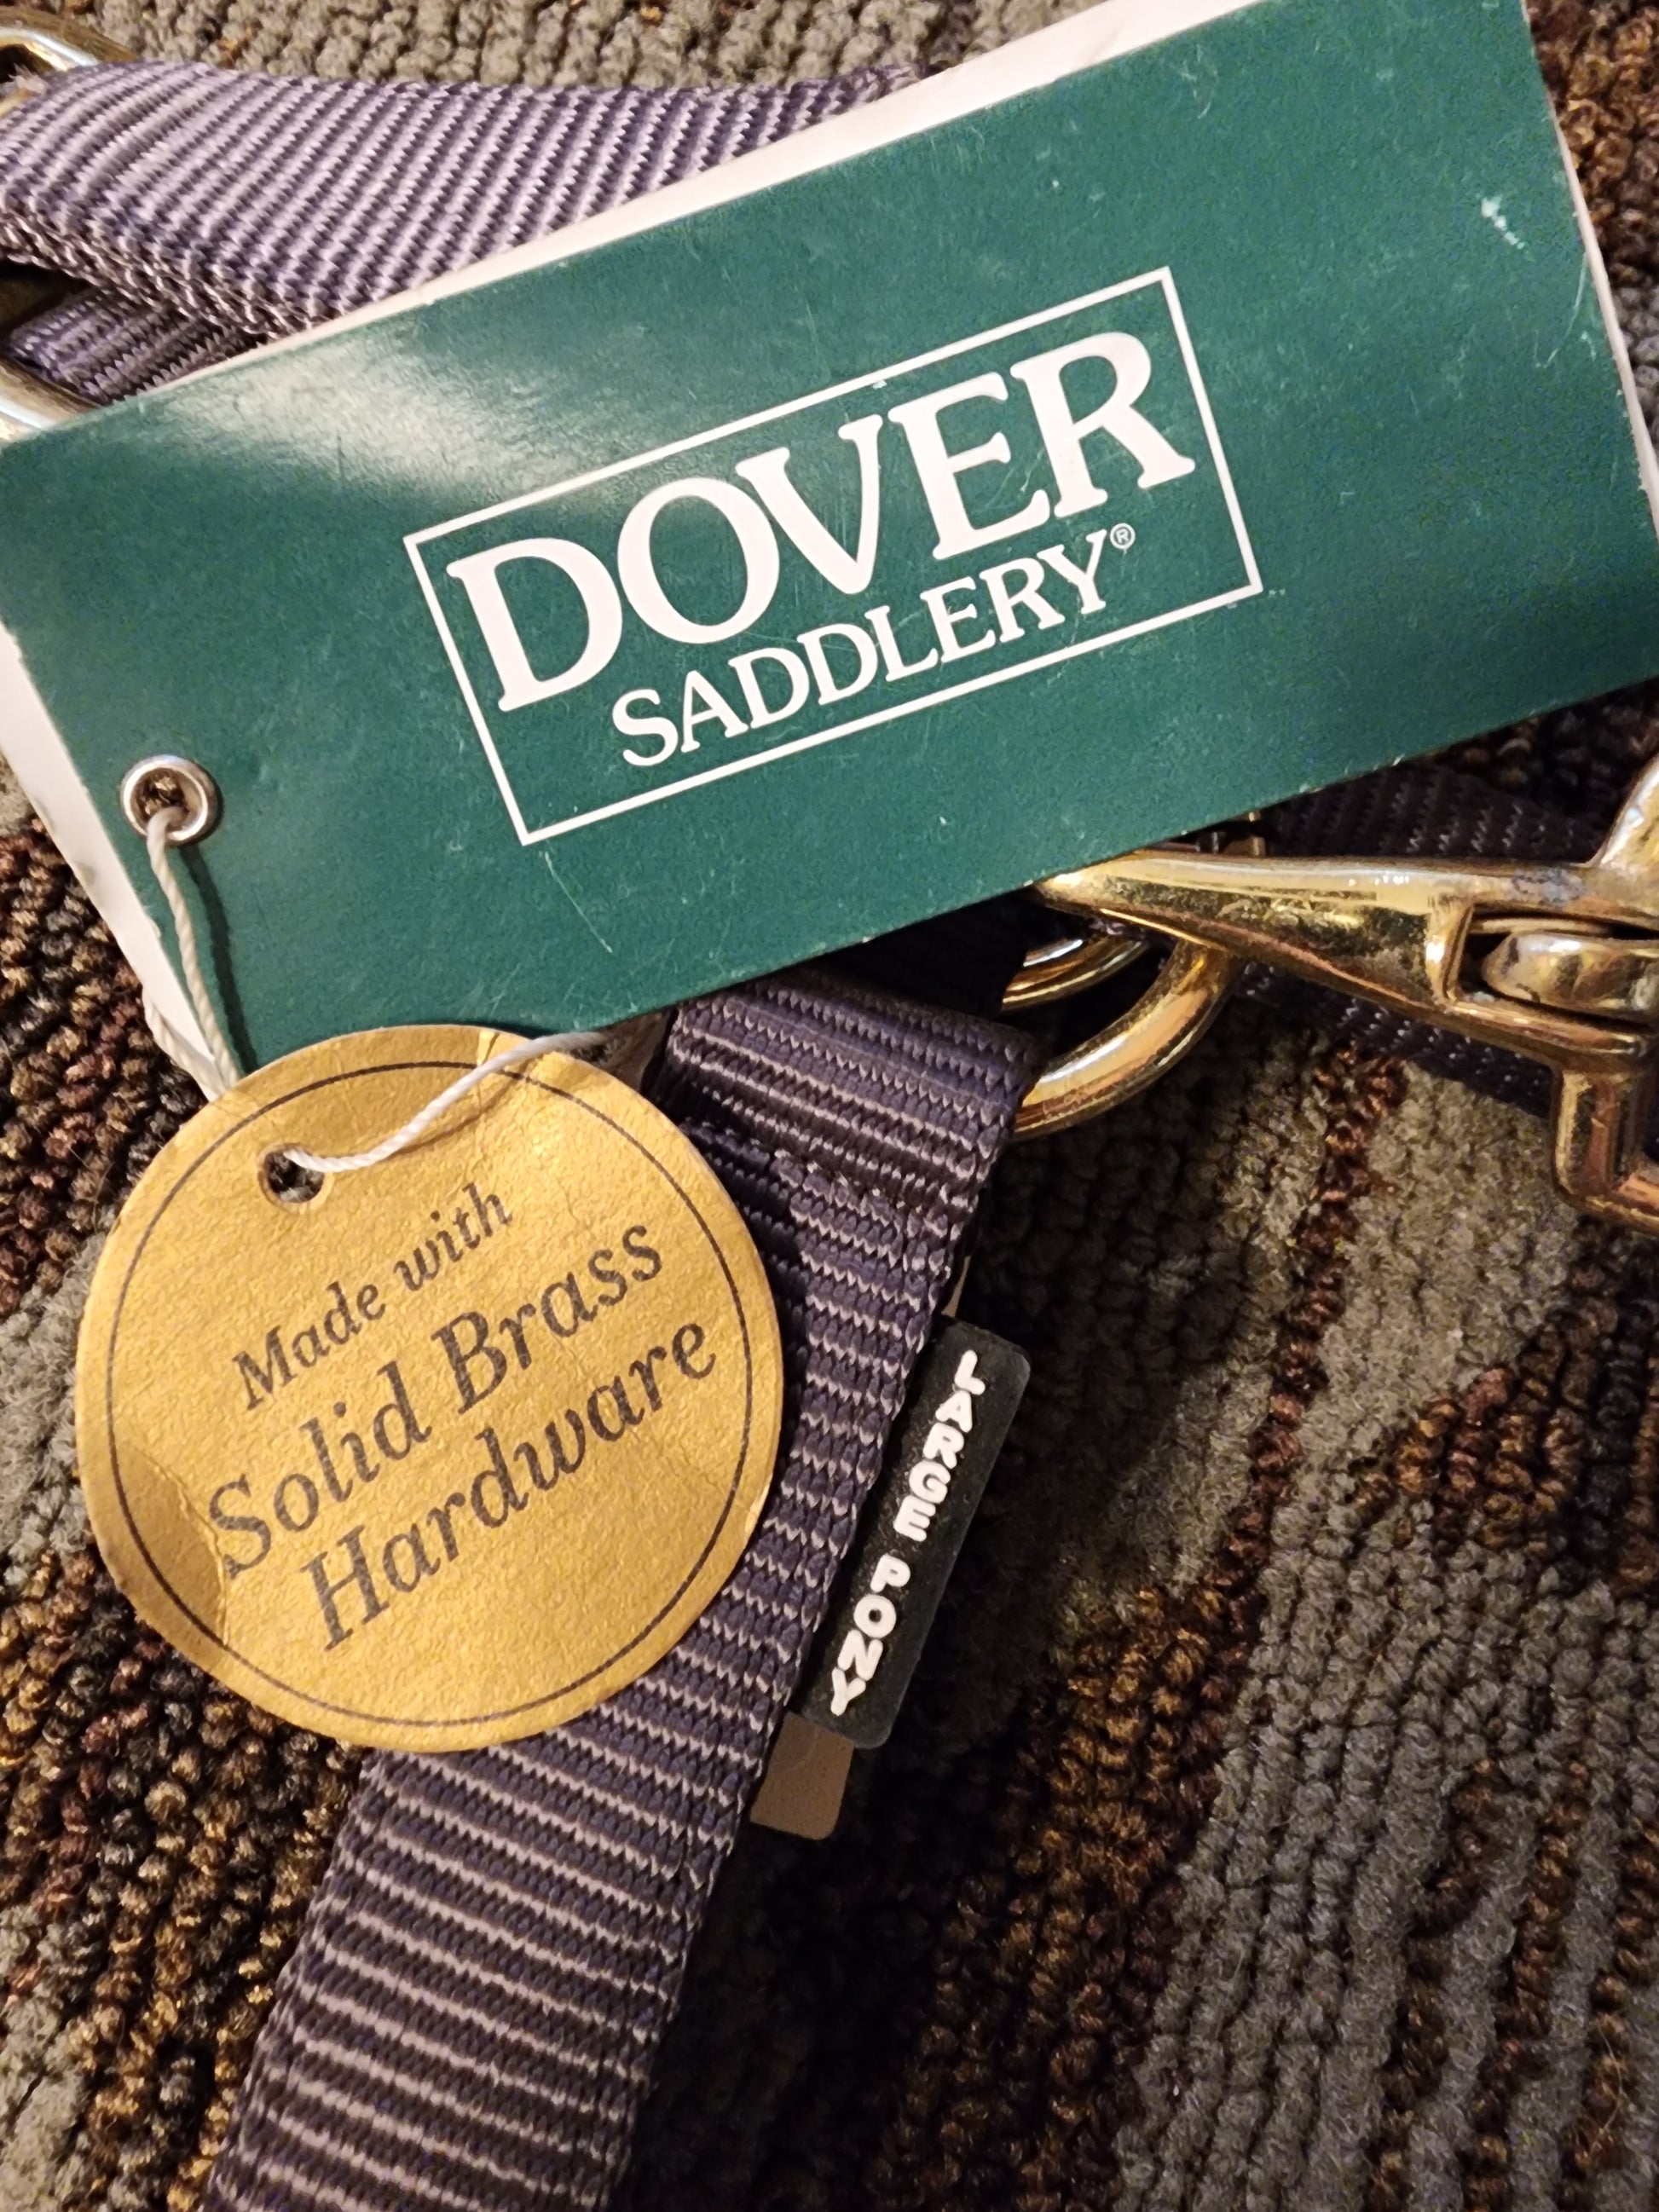 DOVER
SADDLERY®
Made with
Solid Brass
Hardware
LARGE PONY